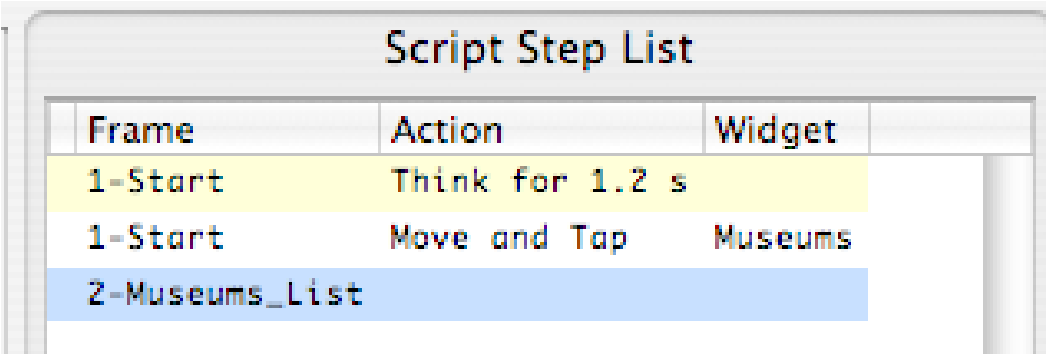 Script Step List
Frame Action Widget
1-Start Think for 1.2 s
1-Start Move and Tap Museums
2-Museums_List